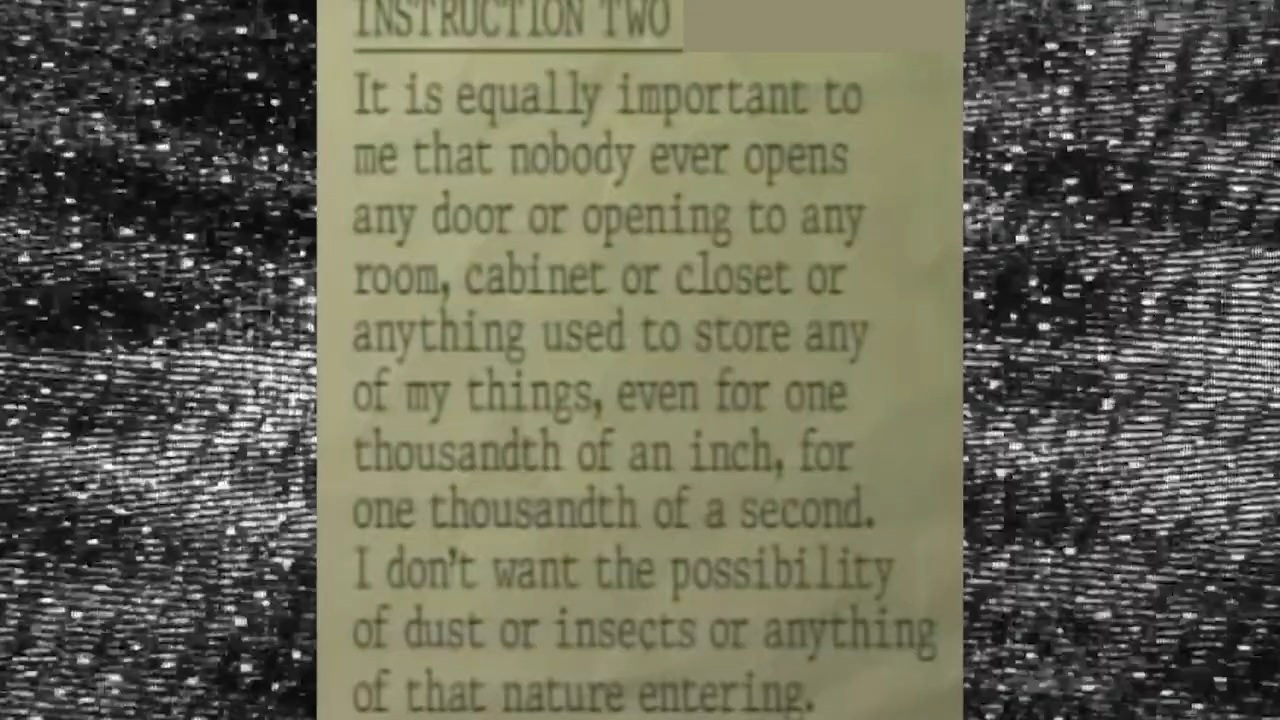 INSTRUCTION TWO
It is equally important to
me that nobody ever opens
any door or opening to any
room, cabinet or closet or
anything used to store any
of my things, even for one
thousandth of an inch, for
one thousandth of a second.
I don't want the possibility
of dust or insects or anything
of that nature entering.